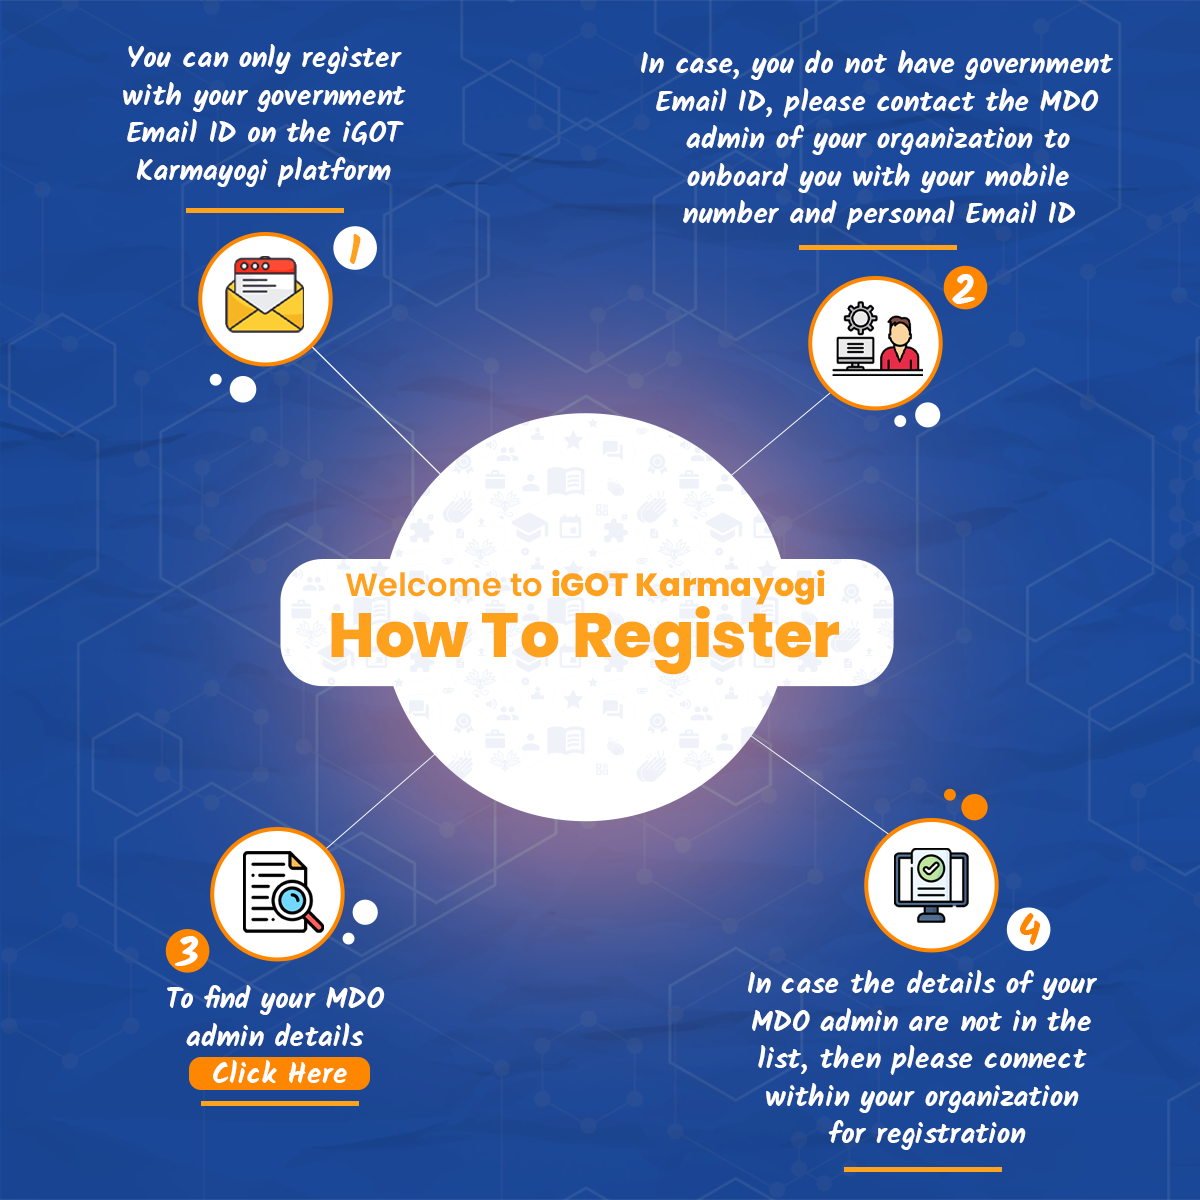 You can only register
with your government
Email ID on the iGOT
Karmayogi platform
1
In case, you do not have government
Email ID, please contact the MDO
admin of your organization to
onboard you with your mobile
number and personal Email ID
2
Welcome to iGOT Karmayogi
How To Register
3
To find your MDO
admin details
Click Here
4
In case the details of your
MDO admin are not in the
list, then please connect
within your organization
for registration